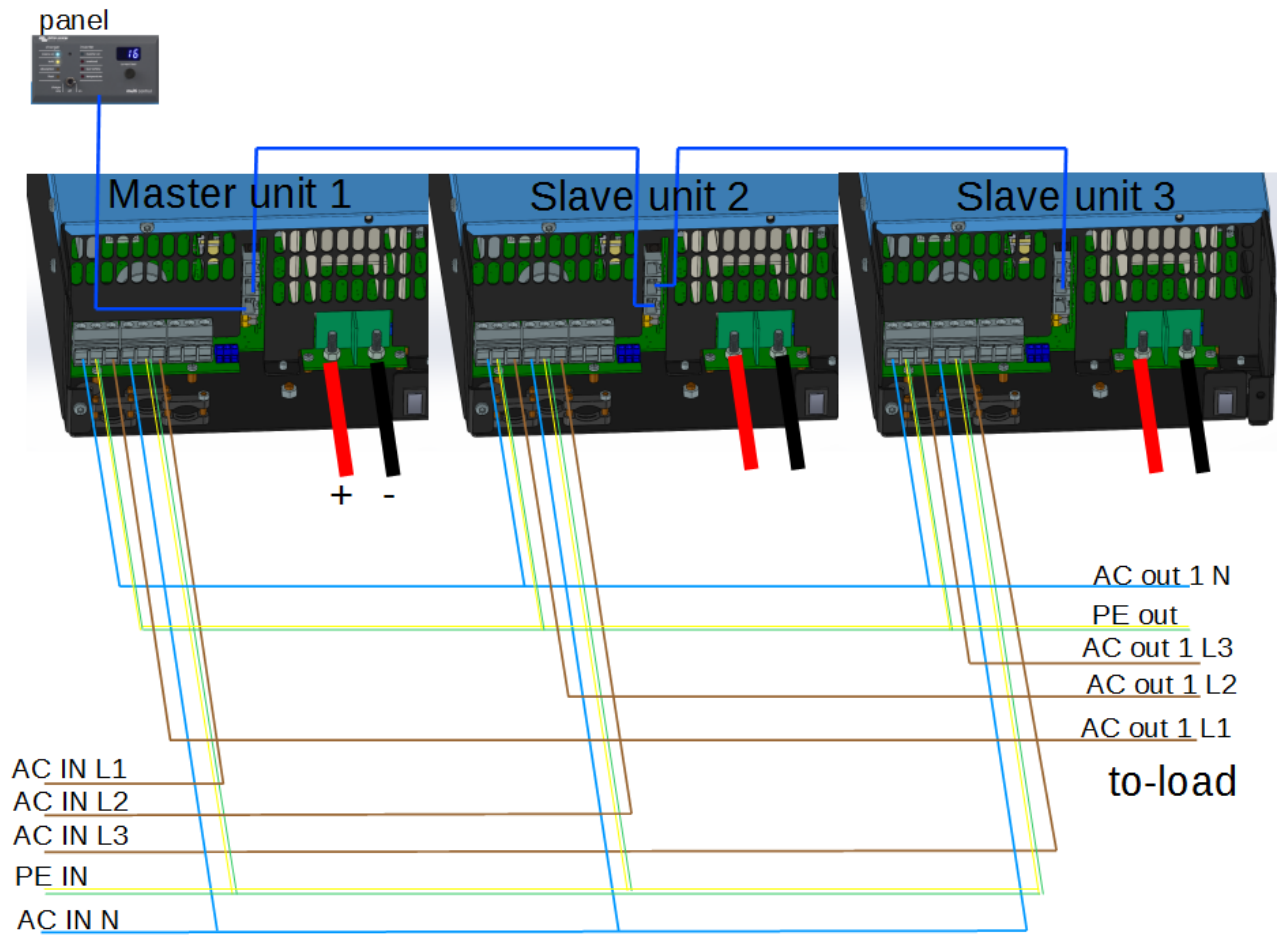 panel
16
Master unit 1
Slave unit 2
Slave unit 3
+ -
AC out 1 N
PE out
AC out 1 L3
AC out 1 L2
AC out 1 L1
to-load
AC IN L1
AC IN L2
AC IN L3
PE IN
AC IN N